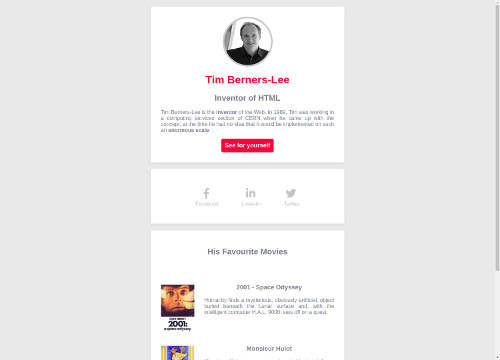 Tim Berners-Lee
Inventor of HTML
Tim Berners-Lee is the inventor of the Web. In 1989, Tim was working in
a computing services section of CERN when he came up with the
concept; at the time he had no idea that it would be implemented on such
an enormous scale.
See for yourself
Facebook
LinkedIn
Twitter
His Favourite Movies
2001 - Space Odyssey
Humanity finds a mysterious, obviously artificial, object
buried beneath the Lunar surface and, with the
intelligent computer H.A.L. 9000, sets off on a quest.
2001:
a space odyssey
Monsieur Hulot